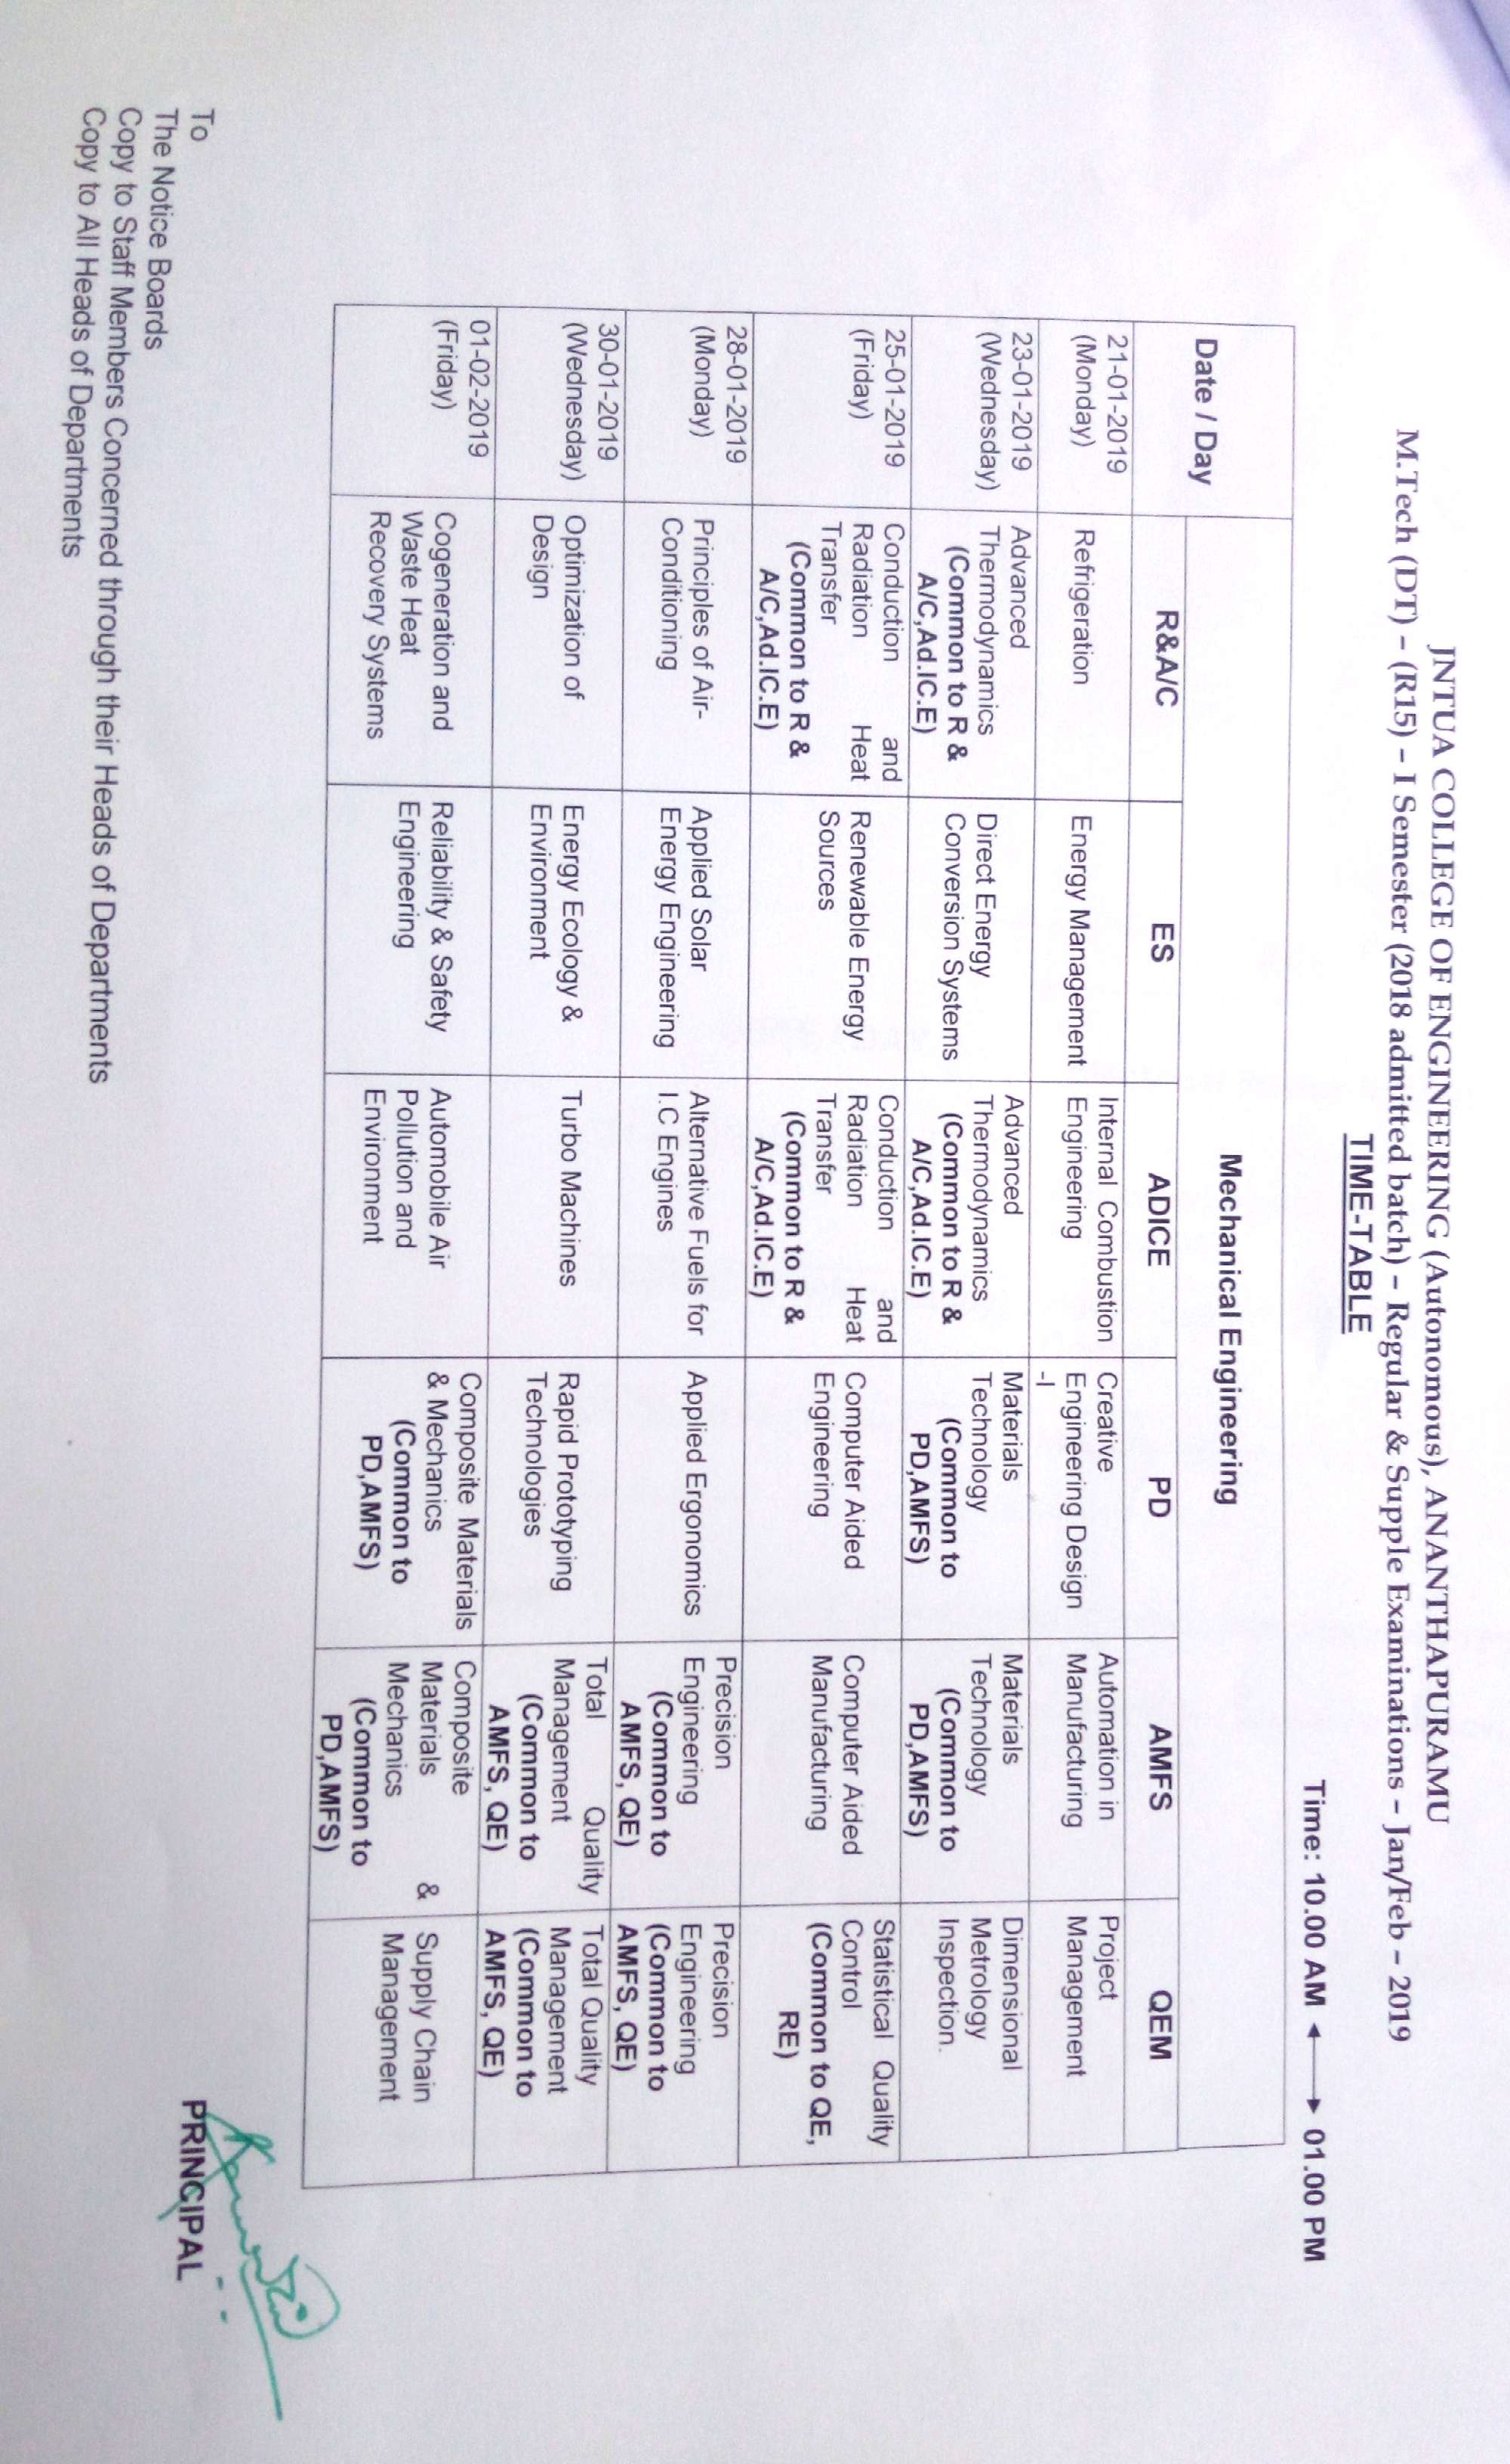 JNTUA COLLEGE OF ENGINEERING (Autonomous), ANANTHAPURAMU
M.Tech (DT) – (R15) – I Semester (2018 admitted batch) – Regular & Supple Examinations – Jan/Feb – 2019
TIME-TABLE
Time: 10.00 AM ◄——► 01.00 PM
Date / Day
Mechanical Engineering
R&A/C
ES
ADICE
PD
AMFS
QEM
21-01-2019
(Monday)
Refrigeration
Energy Management
Internal Combustion
Engineering
Creative
Engineering Design
-I
Automation in
Manufacturing
Project
Management
23-01-2019
(Wednesday)
Advanced
Thermodynamics
(Common to R &
A/C,Ad.IC.E)
Direct Energy
Conversion Systems
Advanced
Thermodynamics
(Common to R &
A/C,Ad.IC.E)
Materials
Technology
(Common to
PD,AMFS)
Materials
Technology
(Common to
PD,AMFS)
Dimensional
Metrology
Inspection.
25-01-2019
(Friday)
Conduction and
Radiation Heat
Transfer
(Common to R &
A/C,Ad.IC.E)
Renewable Energy
Sources
Conduction and
Radiation Heat
Transfer
(Common to R &
A/C,Ad.IC.E)
Computer Aided
Engineering
Computer Aided
Manufacturing
Statistical Quality
Control
(Common to QE,
RE)
28-01-2019
(Monday)
Principles of Air-
Conditioning
Applied Solar
Energy Engineering
Alternative Fuels for
I.C Engines
Applied Ergonomics
Precision
Engineering
(Common to
AMFS, QE)
Precision
Engineering
(Common to
AMFS, QE)
30-01-2019
(Wednesday)
Optimization of
Design
Energy Ecology &
Environment
Turbo Machines
Rapid Prototyping
Technologies
Total Quality
Management
(Common to
AMFS, QE)
Total Quality
Management
(Common to
AMFS, QE)
01-02-2019
(Friday)
Cogeneration and
Waste Heat
Recovery Systems
Reliability & Safety
Engineering
Automobile Air
Pollution and
Environment
Composite Materials
& Mechanics
(Common to
PD,AMFS)
Composite
Materials &
Mechanics
(Common to
PD,AMFS)
Supply Chain
Management
PRINCIPAL
To
The Notice Boards
Copy to Staff Members Concerned through their Heads of Departments
Copy to All Heads of Departments